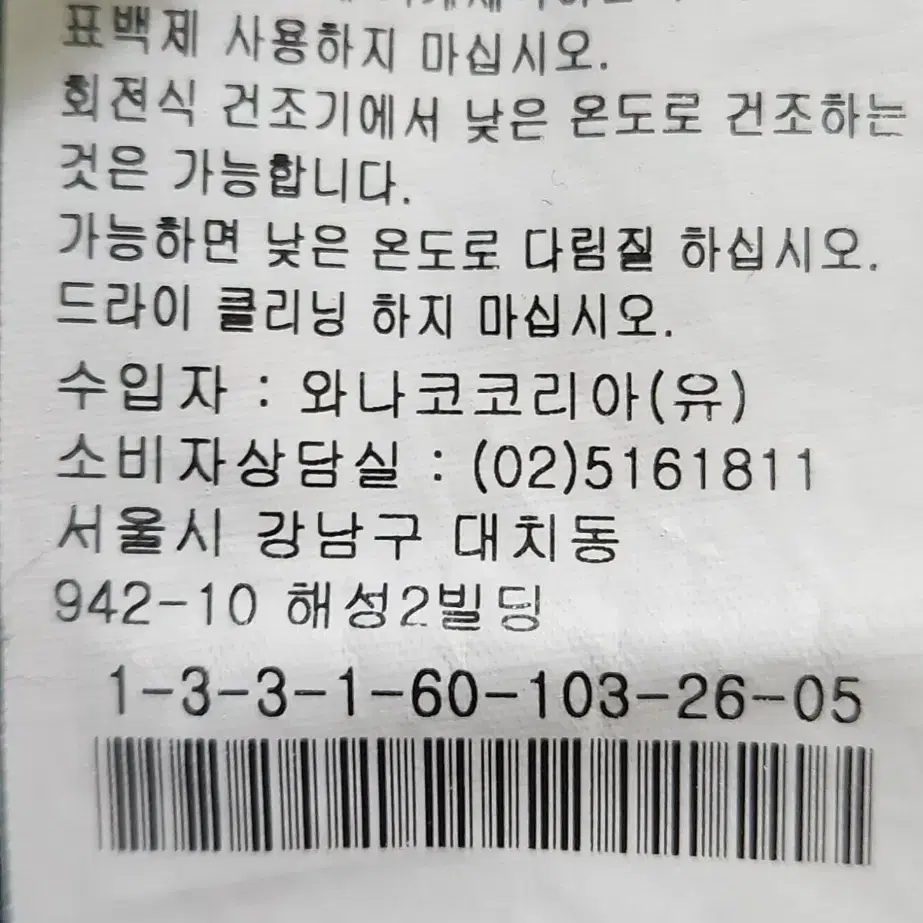 표백제 사용하지 마십시오.
회전식 건조기에서 낮은 온도로 건조하는
것은 가능합니다.
가능하면 낮은 온도로 다림질 하십시오.
드라이 클리닝 하지 마십시오.
수입자 : 와나코코리아(유)
소비자상담실 : (02)5161811
서울시 강남구 대치동
942-10 해성2빌딩
1-3-3-1-60-103-26-05